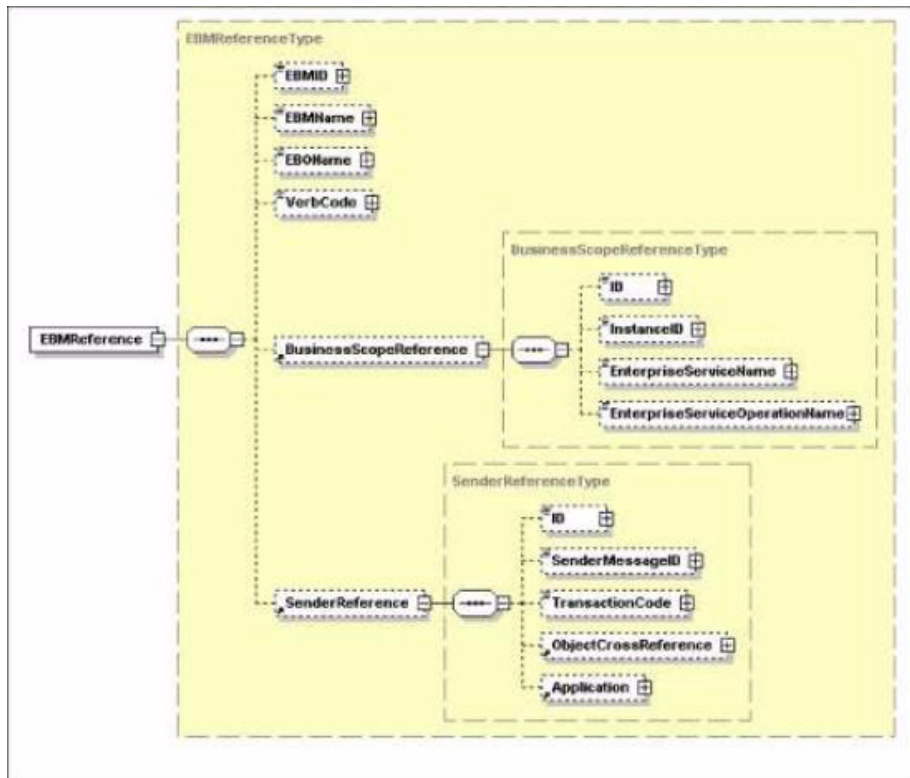 EBMReferenceType
EBMID
EBMName
EBOName
VerbCode
BusinessScopeReferenceType
ID
InstanceID
EBMReference
BusinessScopeReference
EnterpriseServiceName
EnterpriseServiceOperationName
SenderReferenceType
ID
SenderMessageID
SenderReference
TransactionCode
ObjectCrossReference
Application